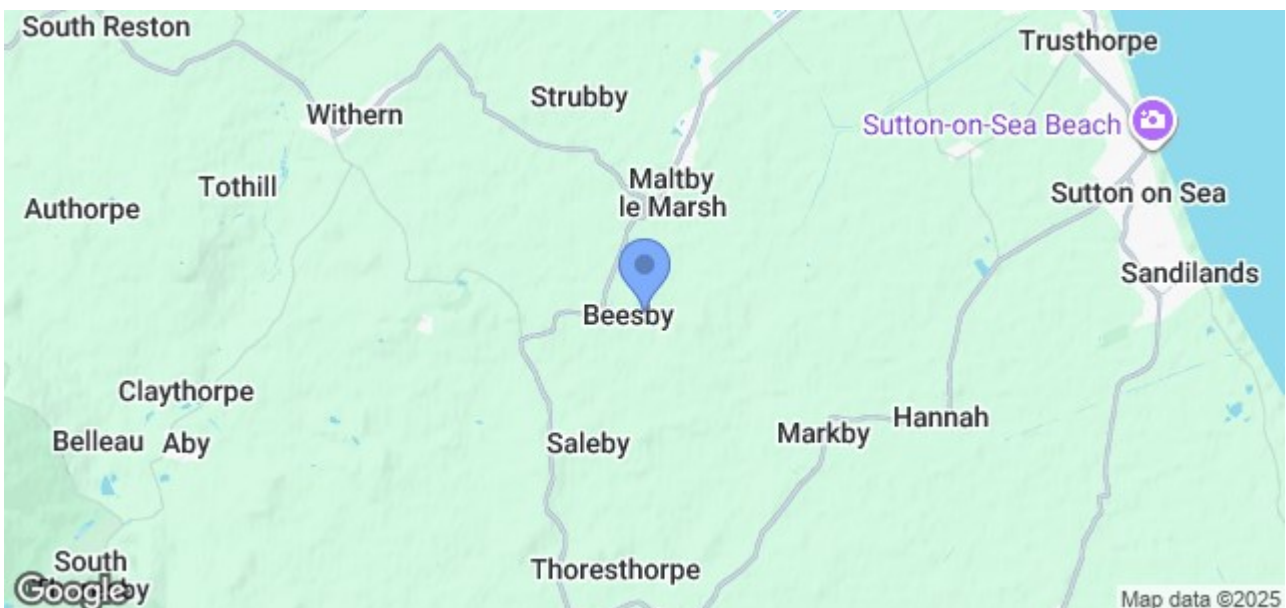 South Reston
Trusthorpe
Strubby
Withern
Sutton-on-Sea Beach
Maltby
le Marsh
Tothill
Sutton on Sea
Authorpe
Sandilands
Beesby
Claythorpe
Hannah
Markby
Belleau
Aby
Saleby
South
Thoresthorpe
Google
Map data ©2025